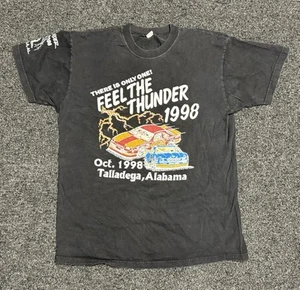 THERE IS ONLY ONE!
FEEL THE
THUNDER
1998
Oct. 1998
Talladega, Alabama